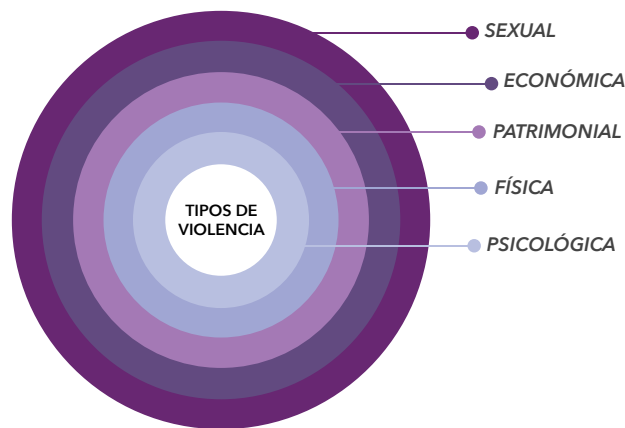 SEXUAL
ECONÓMICA
PATRIMONIAL
FÍSICA
PSICOLÓGICA
TIPOS DE
VIOLENCIA